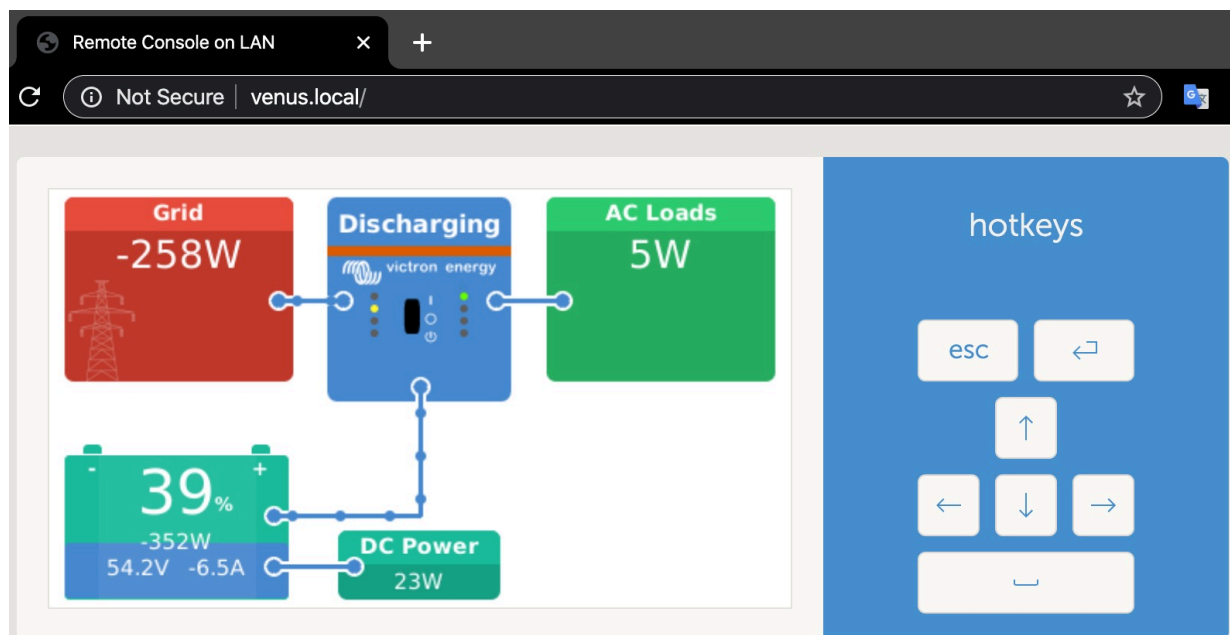 Remote Console on LAN
Not Secure venus.local/
Grid
-258W
Discharging
victron energy
AC Loads
5W
39%
- +
-352W
54.2V -6.5A
DC Power
23W
hotkeys
esc